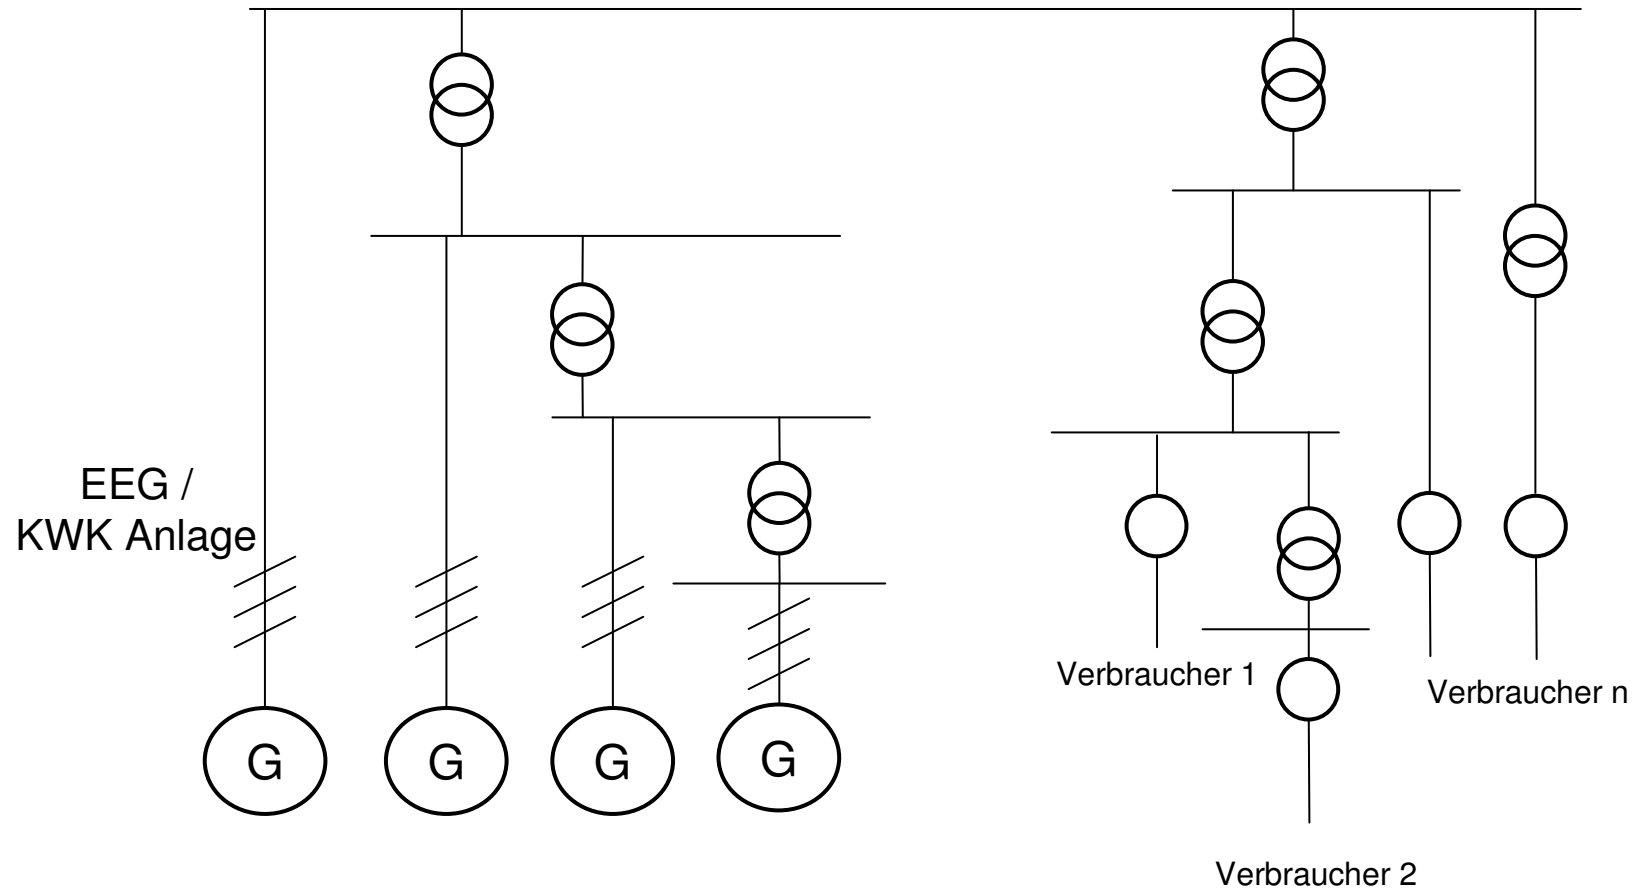 EEG /
KWK Anlage
G
G
G
G
Verbraucher 1
Verbraucher n
Verbraucher 2